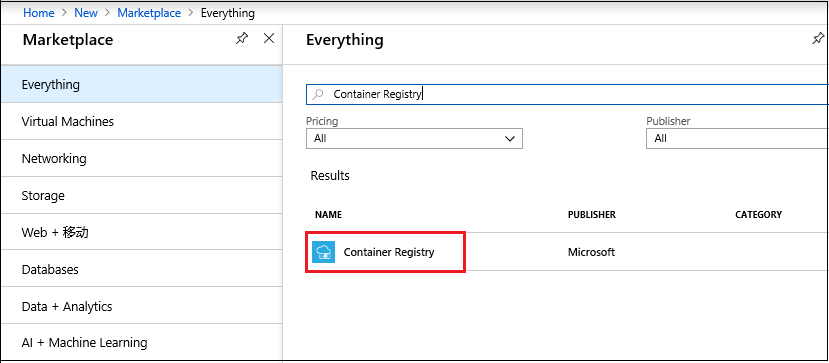 Home > New > Marketplace > Everything
Marketplace
Everything
Virtual Machines
Networking
Storage
Web + 移动
Databases
Data + Analytics
AI + Machine Learning
Everything
Container Registry
Pricing
All
Publisher
All
Results
NAME PUBLISHER CATEGORY
Container Registry Microsoft